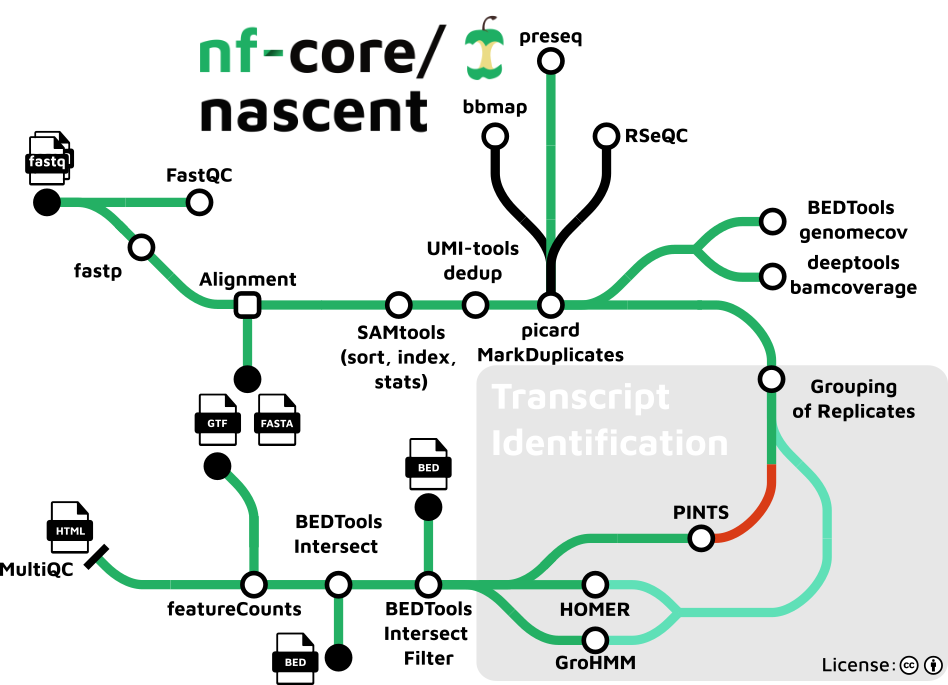 nf-core/
nascent
preseq
bbmap
RSeQC
fastq
FastQC
fastp
Alignment
UMI-tools
dedup
BEDTools
genomecov
deeptools
bamcoverage
SAMtools
(sort, index,
stats)
picard
MarkDuplicates
GTF
FASTA
Transcript
Identification
Grouping
of Replicates
BED
PINTS
HTML
MultiQC
BEDTools
Intersect
featureCounts
BEDTools
Intersect
Filter
HOMER
GroHMM
BED
License: cc